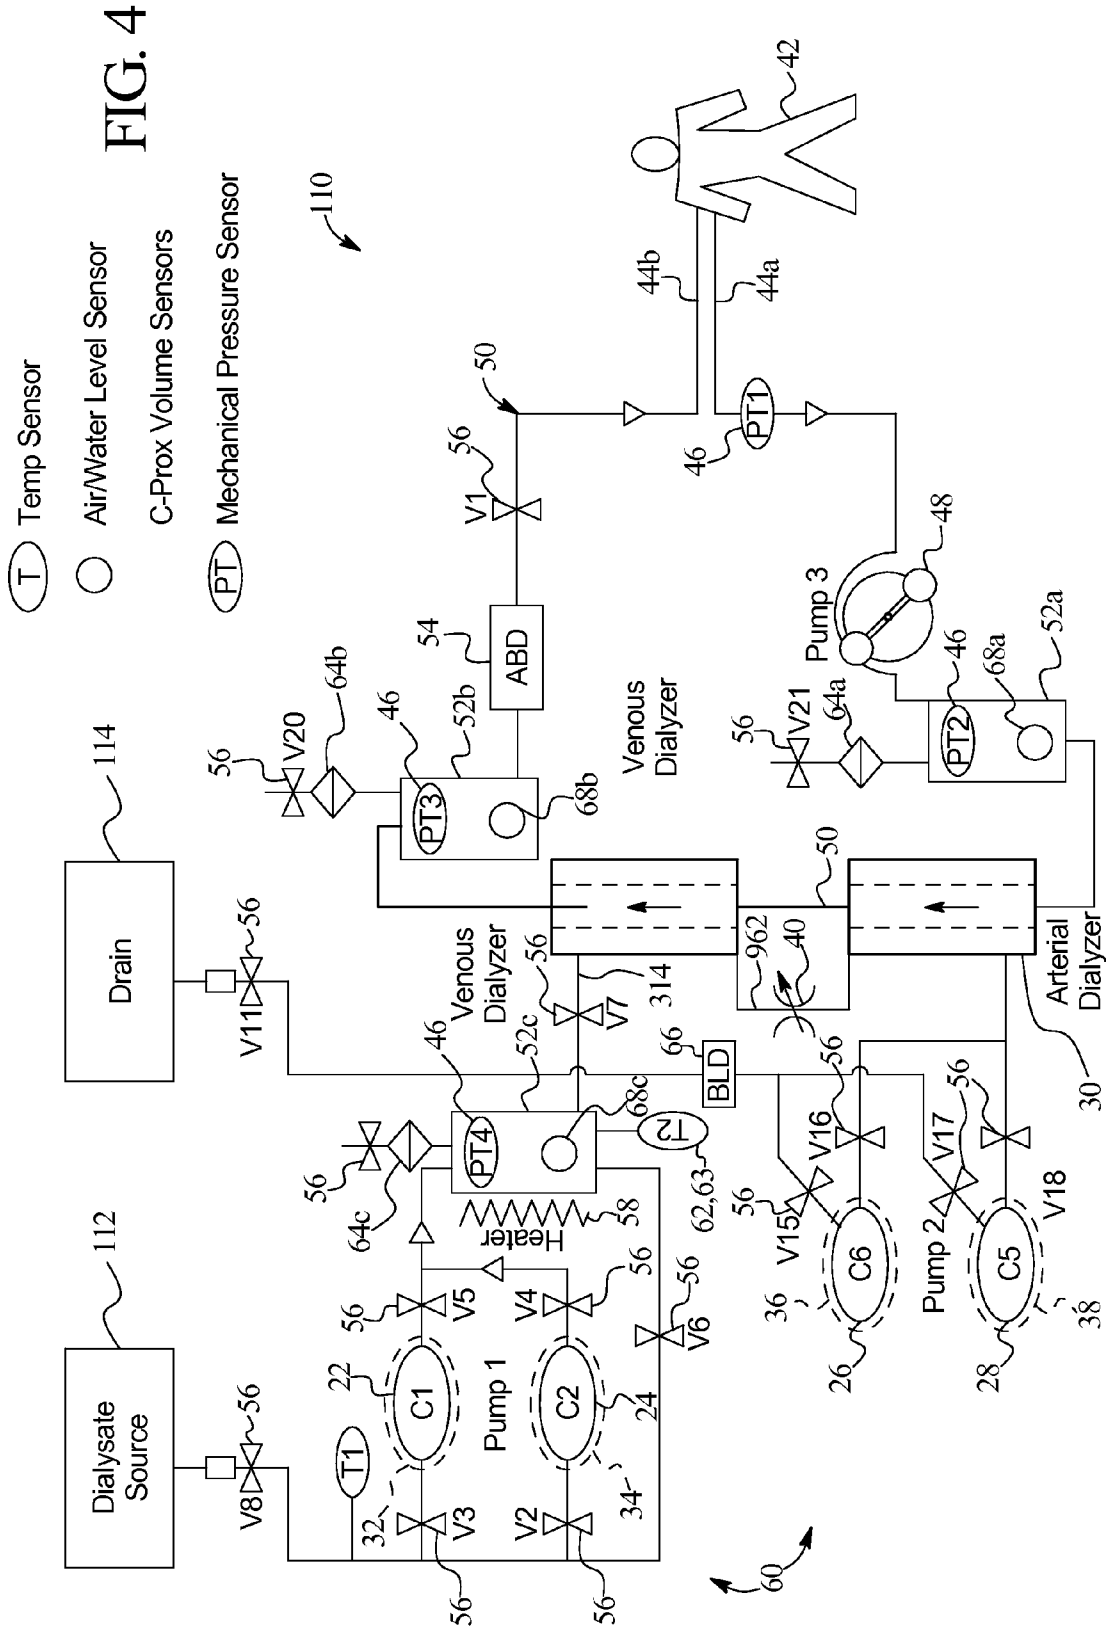 FIG. 4
T Temp Sensor
Air/Water Level Sensor
C-Prox Volume Sensors
PT Mechanical Pressure Sensor
110
Dialysate
Source
112
Drain
114
V8
56
V11
56
T1
32
22
C1
V3
56
56
V5
Pump 1
C2
24
34
V2
56
V4
56
V6
56
60
64c
56
46
PT4
52c
68c
Heater
58
T2
62,63
66
BLD
Venous
Dialyzer
56
V7
314
962
40
50
Arterial
Dialyzer
30
Venous
Dialyzer
56
V20
64b
46
PT3
52b
68b
54
ABD
V1
56
50
44b
44a
42
46
PT1
Pump 3
48
56
V21
64a
46
PT2
68a
52a
V15
56
V16
56
V17
56
V18
Pump 2
C6
36
26
C5
38
28